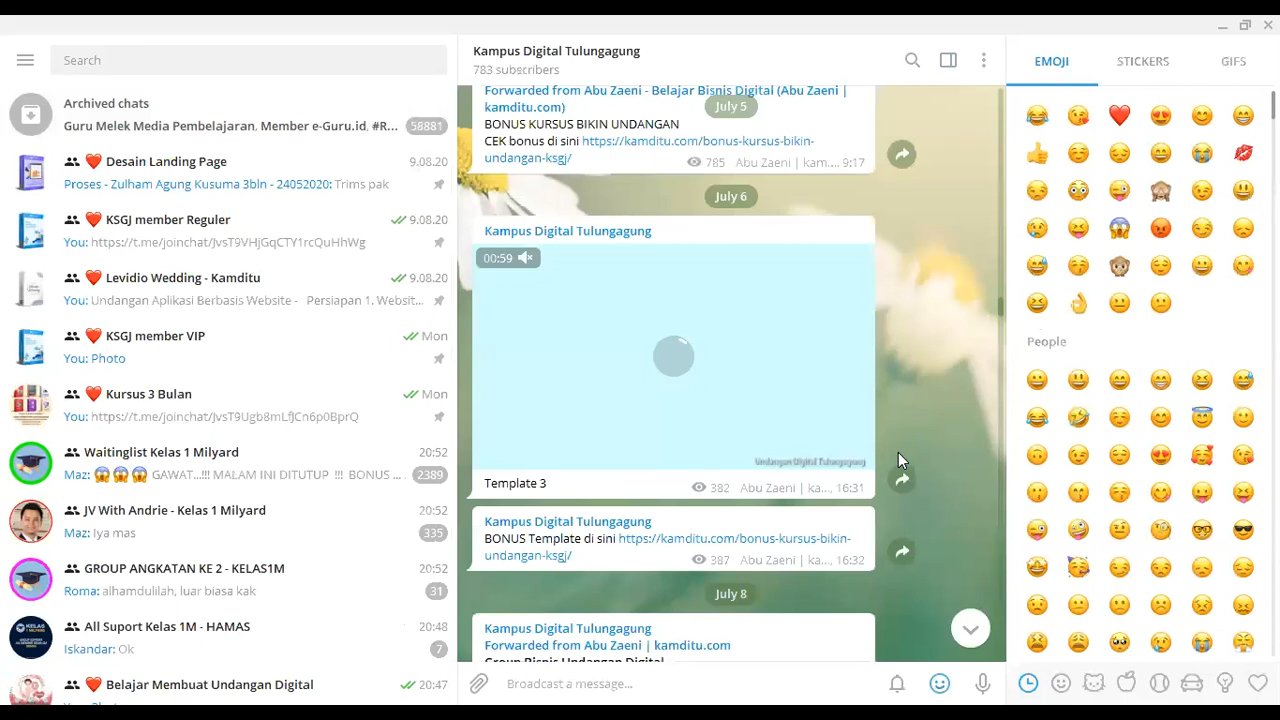 Search
Archived chats
Guru Melek Media Pembelajaran, Member e-Guru.id, #R...
58881
Desain Landing Page
9.08.20
Proses - Zulham Agung Kusuma 3bln - 24052020: Trims pak
KSGJ member Reguler
9.08.20
You: https://t.me/joinchat/JvsT9VHjGqCTY1rcQuHhWg
Levidio Wedding - Kamditu
9.08.20
You: Undangan Aplikasi Berbasis Website - Persiapan 1. Websit...
KSGJ member VIP
Mon
You: Photo
Kursus 3 Bulan
Mon
You: https://t.me/joinchat/JvsT9Ugb8mLfJCn6p0BprQ
Waitinglist Kelas 1 Milyard
20:52
Maz: 😱😱😱 GAWAT...!!! MALAM INI DITUTUP !!! BONUS ...
2389
JV With Andrie - Kelas 1 Milyard
20:52
Maz: Iya mas
335
GROUP ANGKATAN KE 2 - KELAS1M
20:52
Roma: alhamdulilah, luar biasa kak
31
All Suport Kelas 1M - HAMAS
20:48
Iskandar: Ok
7
Belajar Membuat Undangan Digital
20:47
Kampus Digital Tulungagung
783 subscribers
Forwarded from Abu Zaeni - Belajar Bisnis Digital (Abu Zaeni |
kamditu.com)
July 5
BONUS KURSUS BIKIN UNDANGAN
CEK bonus di sini https://kamditu.com/bonus-kursus-bikin-
undangan-ksgj/
785 Abu Zaeni | kam.... 9:17
July 6
Kampus Digital Tulungagung
00:59
Undangan Digital Tulungagung
Template 3
382 Abu Zaeni | ka..., 16:31
Kampus Digital Tulungagung
BONUS Template di sini https://kamditu.com/bonus-kursus-bikin-
undangan-ksgj/
387 Abu Zaeni | ka..., 16:32
July 8
Kampus Digital Tulungagung
Forwarded from Abu Zaeni | kamditu.com
Group Bisnis Undangan Digital
Broadcast a message...
EMOJI
STICKERS
GIFS
People